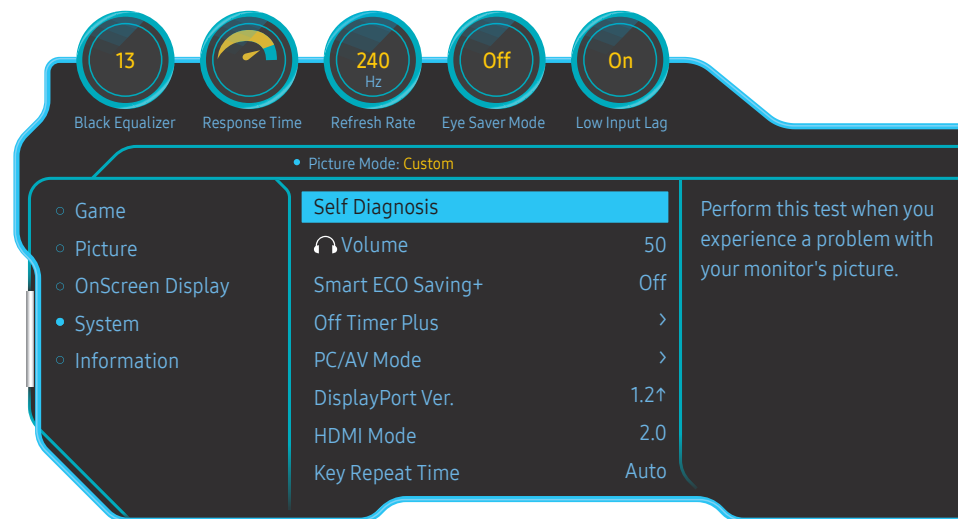 13
240
Hz
Off
On
Black Equalizer
Response Time
Refresh Rate
Eye Saver Mode
Low Input Lag
Picture Mode: Custom
Game
Picture
OnScreen Display
System
Information
Self Diagnosis
Volume 50
Smart ECO Saving+ Off
Off Timer Plus >
PC/AV Mode >
DisplayPort Ver. 1.2↑
HDMI Mode 2.0
Key Repeat Time Auto
Perform this test when you
experience a problem with
your monitor's picture.